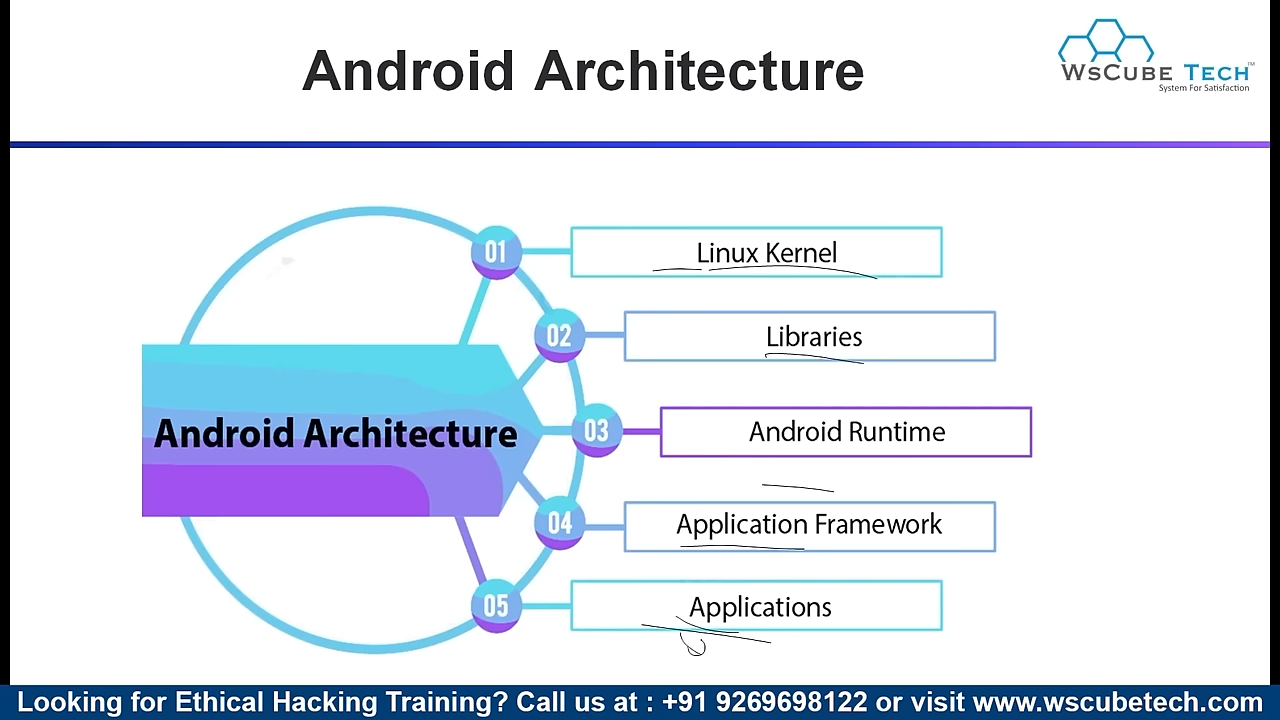 Android Architecture
WSCUBE TECH™
System For Satisfaction
01 Linux Kernel
02 Libraries
Android Architecture
03 Android Runtime
04 Application Framework
05 Applications
Looking for Ethical Hacking Training? Call us at : +91 9269698122 or visit www.wscubetech.com